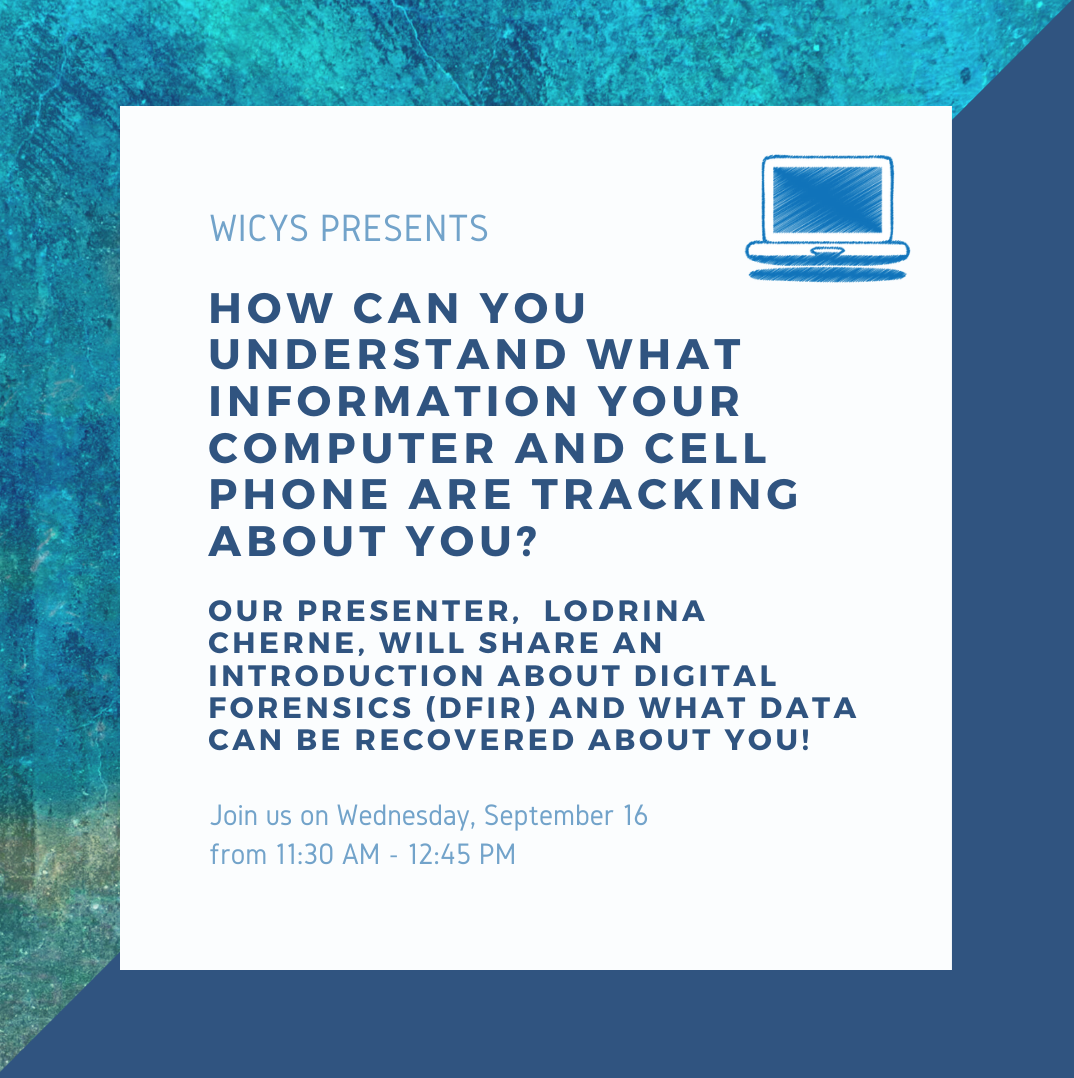 WICYS PRESENTS
HOW CAN YOU
UNDERSTAND WHAT
INFORMATION YOUR
COMPUTER AND CELL
PHONE ARE TRACKING
ABOUT YOU?
OUR PRESENTER,  LODRINA
CHERNE, WILL SHARE AN
INTRODUCTION ABOUT DIGITAL
FORENSICS (DFIR) AND WHAT DATA
CAN BE RECOVERED ABOUT YOU!
Join us on Wednesday, September 16
from 11:30 AM - 12:45 PM